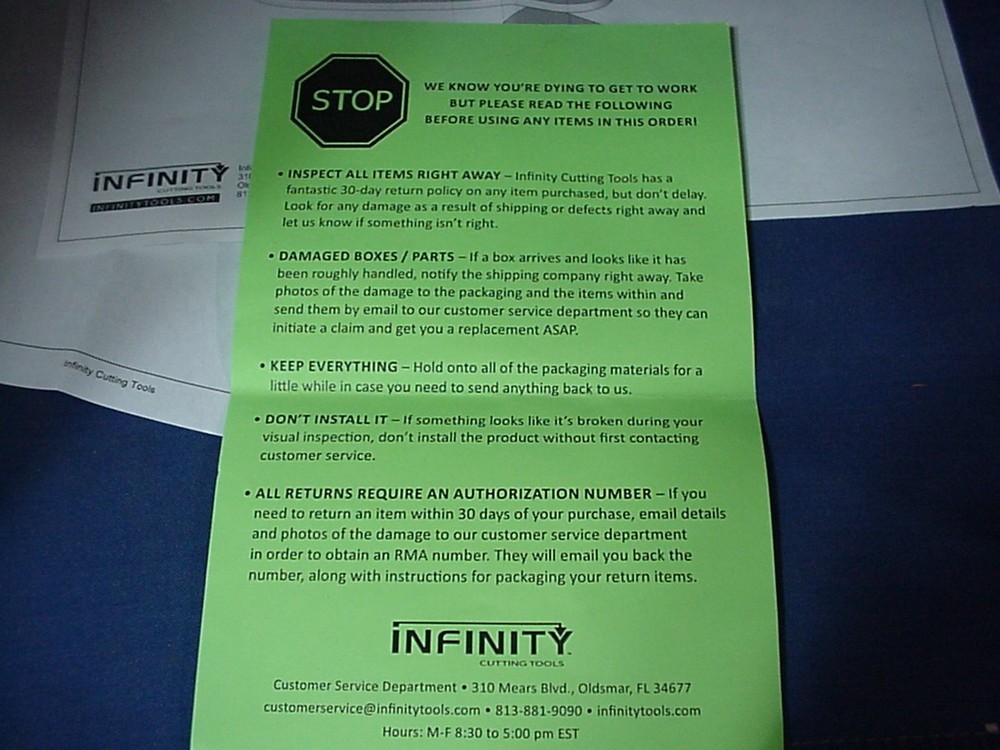 STOP
WE KNOW YOU'RE DYING TO GET TO WORK
BUT PLEASE READ THE FOLLOWING
BEFORE USING ANY ITEMS IN THIS ORDER!
• INSPECT ALL ITEMS RIGHT AWAY – Infinity Cutting Tools has a
fantastic 30-day return policy on any item purchased, but don't delay.
Look for any damage as a result of shipping or defects right away and
let us know if something isn't right.
• DAMAGED BOXES / PARTS – If a box arrives and looks like it has
been roughly handled, notify the shipping company right away. Take
photos of the damage to the packaging and the items within and
send them by email to our customer service department so they can
initiate a claim and get you a replacement ASAP.
• KEEP EVERYTHING – Hold onto all of the packaging materials for a
little while in case you need to send anything back to us.
• DON'T INSTALL IT – If something looks like it's broken during your
visual inspection, don't install the product without first contacting
customer service.
• ALL RETURNS REQUIRE AN AUTHORIZATION NUMBER – If you
need to return an item within 30 days of your purchase, email details
and photos of the damage to our customer service department
in order to obtain an RMA number. They will email you back the
number, along with instructions for packaging your return items.
INFINITY
CUTTING TOOLS
Customer Service Department • 310 Mears Blvd., Oldsmar, FL 34677
customerservice@infinitytools.com • 813-881-9090 • infinitytools.com
Hours: M-F 8:30 to 5:00 pm EST
INFINITY
CUTTING TOOLS
INFINITYTOOLS.COM
Infinity Cutting Tools